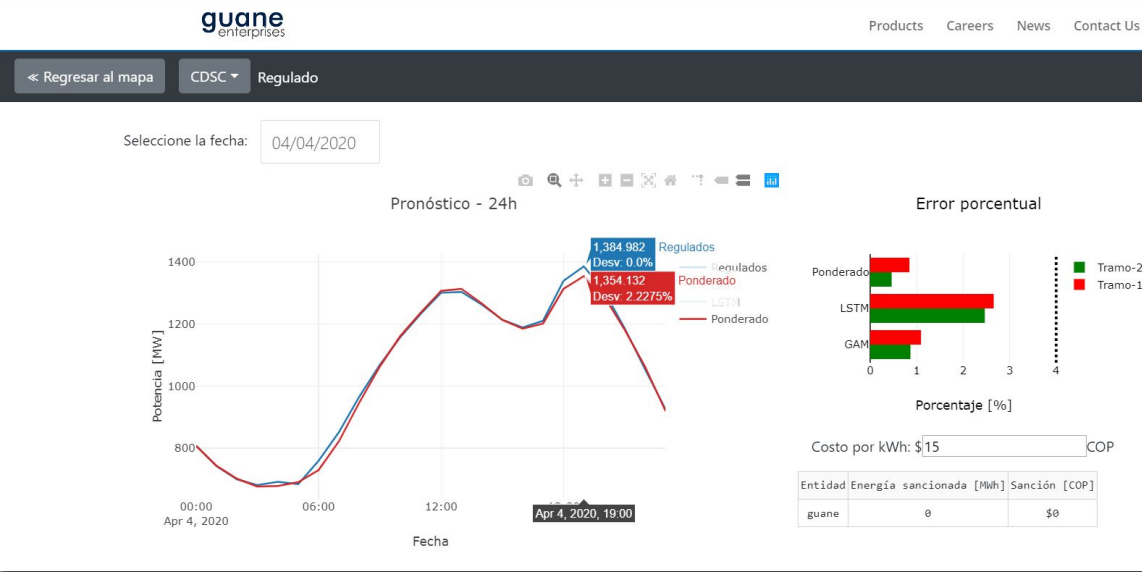 guane
enterprises
Products Careers News Contact Us
≪ Regresar al mapa CDSC Regulado
Seleccione la fecha: 04/04/2020
Pronóstico - 24h
1400
1200
1000
800
Potencia [MW]
00:00
Apr 4, 2020
06:00
12:00
Apr 4, 2020, 19:00
Fecha
1,384.982
Desv: 0.0%
Regulados
1,354.132
Desv: 2.2275%
Ponderado
Regulados
LSTM
Ponderado
Error porcentual
Ponderado
LSTM
GAM
0 1 2 3 4
Porcentaje [%]
Tramo-2
Tramo-1
Costo por kWh: $ 15 COP
Entidad Energía sancionada [MWh] Sanción [COP]
guane 0 $0